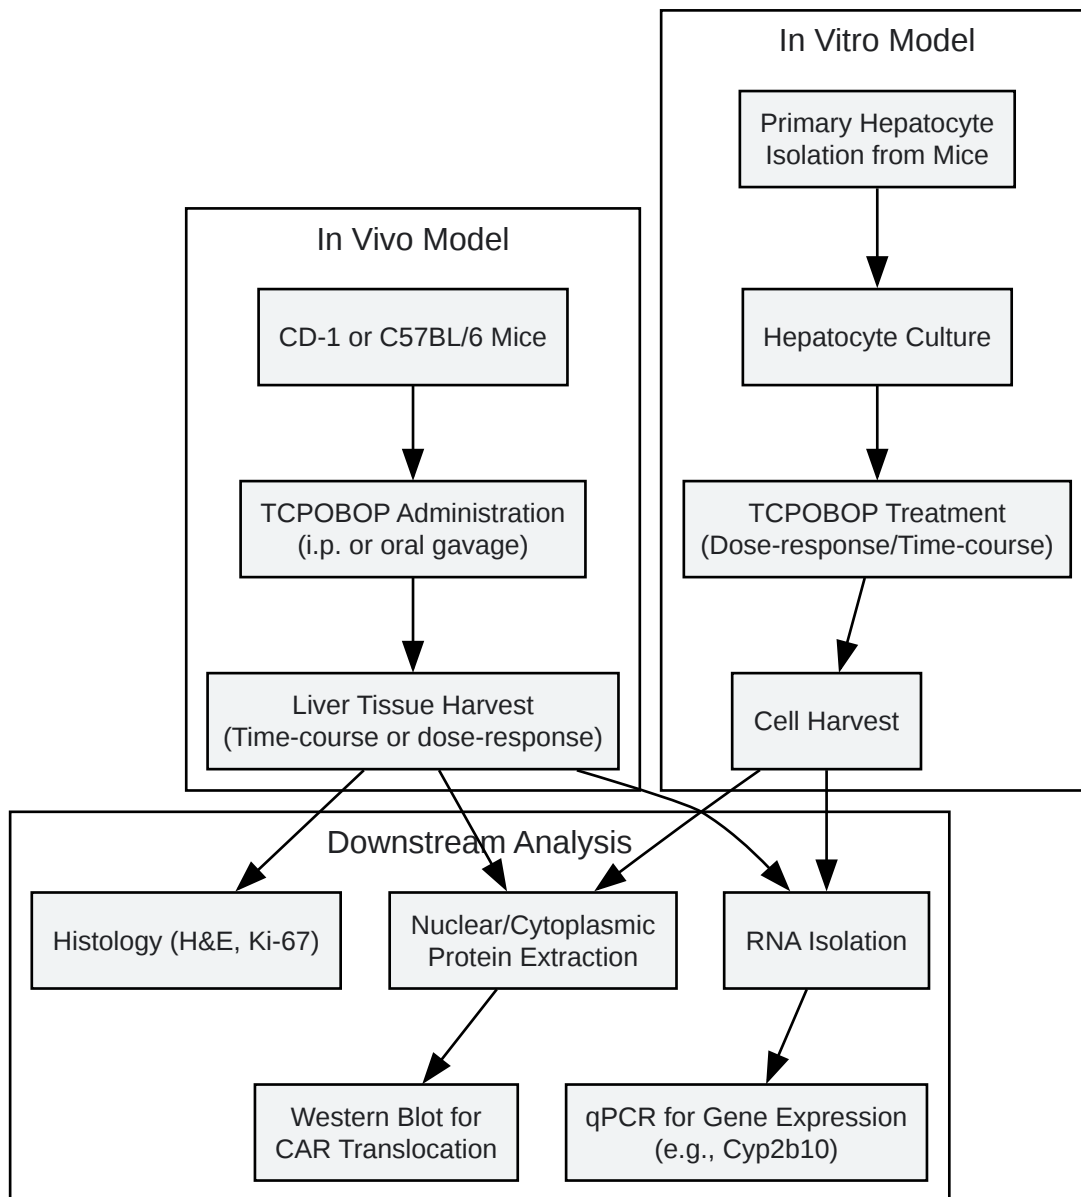 In Vitro Model
Primary Hepatocyte
Isolation from Mice
Hepatocyte Culture
TCPOBOP Treatment
(Dose-response/Time-course)
Cell Harvest
In Vivo Model
CD-1 or C57BL/6 Mice
TCPOBOP Administration
(i.p. or oral gavage)
Liver Tissue Harvest
(Time-course or dose-response)
Downstream Analysis
Histology (H&E, Ki-67)
Nuclear/Cytoplasmic
Protein Extraction
RNA Isolation
Western Blot for
CAR Translocation
qPCR for Gene Expression
(e.g., Cyp2b10)